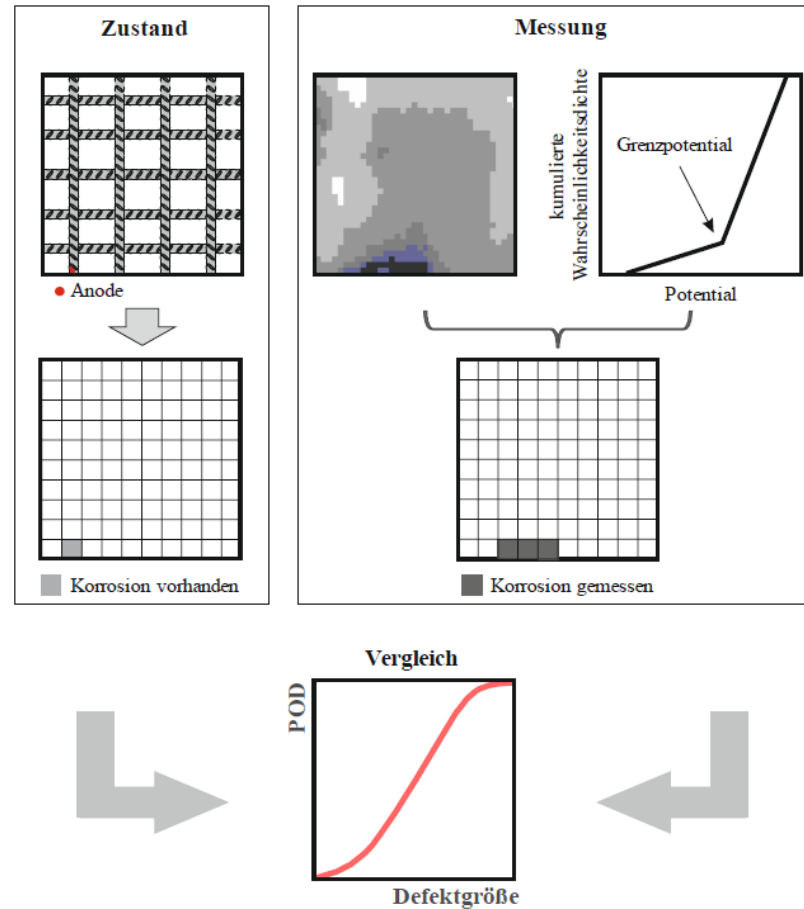 Zustand
Anode
Korrosion vorhanden
Messung
kumulierte
Wahrscheinlichkeitsdichte
Grenzpotential
Potential
Korrosion gemessen
Vergleich
POD
Defektgröße